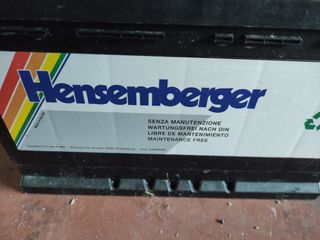 Hensemberger
SENZA MANUTENZIONE
WARTUNGSFREI NACH DIN
LIBRE DE MANTENIMIENTO
MAINTENANCE FREE